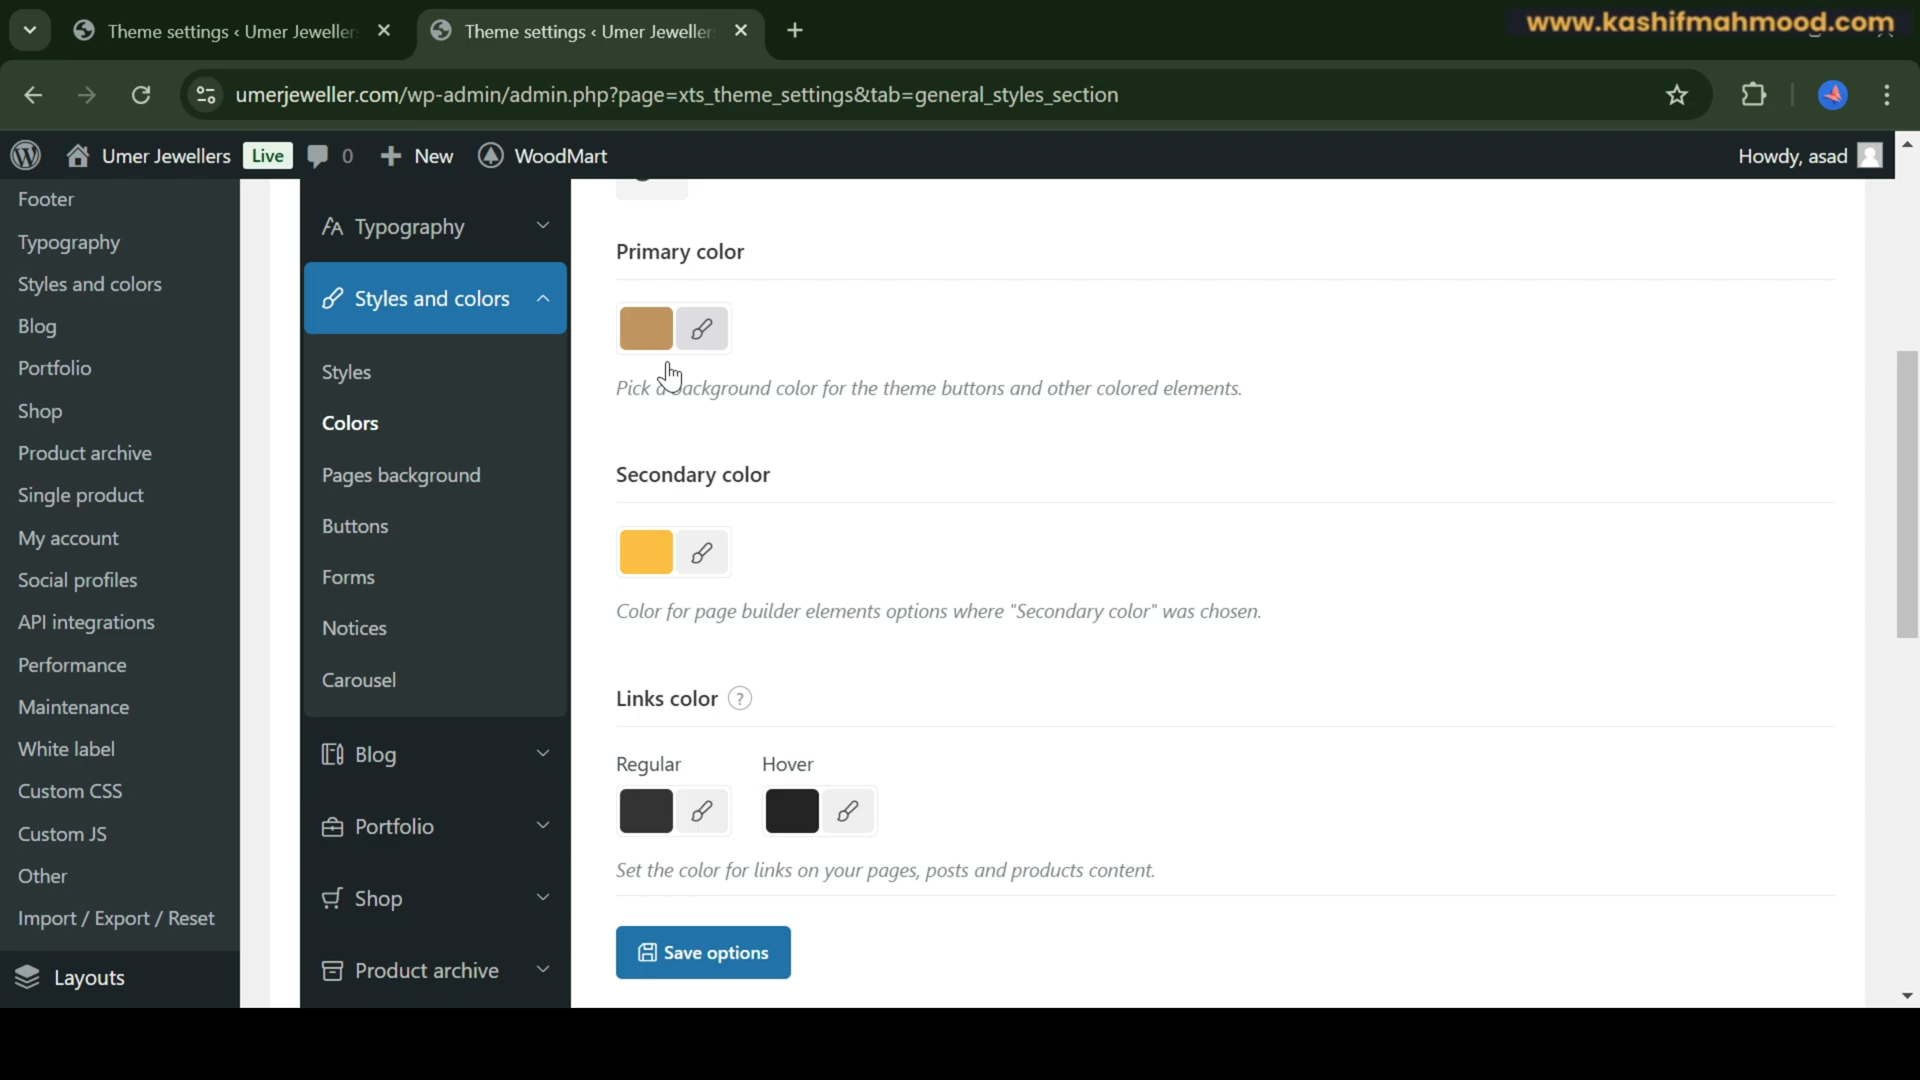 Theme settings ‹ Umer Jeweller
Theme settings ‹ Umer Jeweller
www.kashifmahmood.com
umerjeweller.com/wp-admin/admin.php?page=xts_theme_settings&tab=general_styles_section
Umer Jewellers Live 0 New WoodMart Howdy, asad
Footer
Typography
Styles and colors
Blog
Portfolio
Shop
Product archive
Single product
My account
Social profiles
API integrations
Performance
Maintenance
White label
Custom CSS
Custom JS
Other
Import / Export / Reset
Layouts
Typography
Styles and colors
Styles
Colors
Pages background
Buttons
Forms
Notices
Carousel
Blog
Portfolio
Shop
Product archive
Primary color
Pick a background color for the theme buttons and other colored elements.
Secondary color
Color for page builder elements options where "Secondary color" was chosen.
Links color ?
Regular Hover
Set the color for links on your pages, posts and products content.
Save options